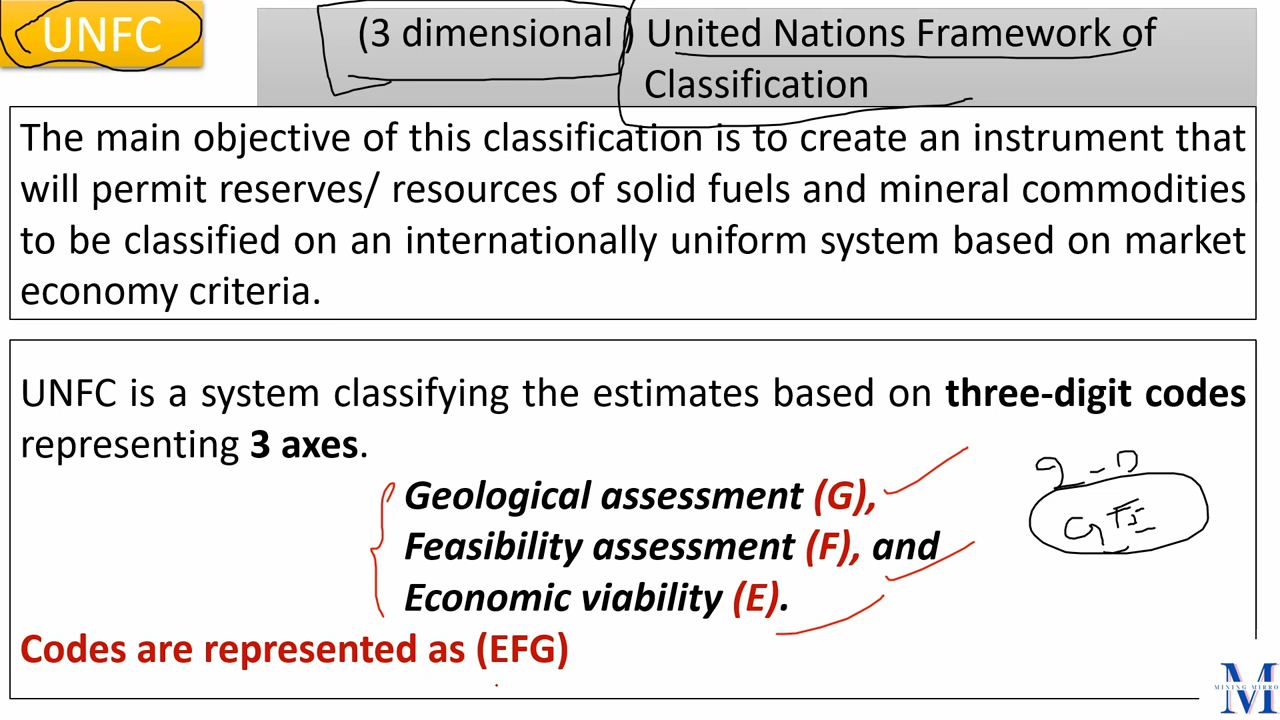 UNFC
(3 dimensional ) United Nations Framework of
Classification
The main objective of this classification is to create an instrument that
will permit reserves/ resources of solid fuels and mineral commodities
to be classified on an internationally uniform system based on market
economy criteria.
UNFC is a system classifying the estimates based on three-digit codes
representing 3 axes.
Geological assessment (G),
Feasibility assessment (F), and
Economic viability (E).
Codes are represented as (EFG)
GFE
M
MINING MIRRO